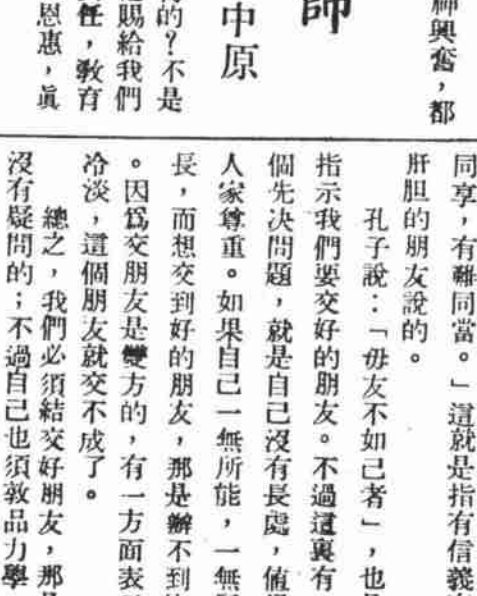 神興奮，都
師
中原
的？不是
賜給我們
任，教育
恩惠，眞
同享，有難同當。」這就是指有信義
肝胆的朋友說的。
孔子說：「毋友不如己者」，也
指示我們要交好的朋友。不過這裏有
個先决問題，就是自己沒有長處，值
人家尊重。如果自己一無所能，一無
長，而想交到好的朋友，那是辦不到
。因爲交朋友是雙方的，有一方面表
冷淡，這個朋友就交不成了。
總之，我們必須結交好朋友，那
沒有疑問的；不過自己也須敦品力學